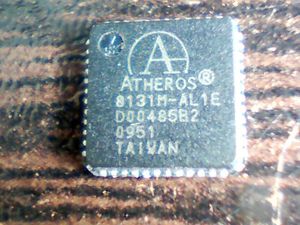 ATHEROS®
8131M-AL1E
D00485B2
0951
TAIWAN